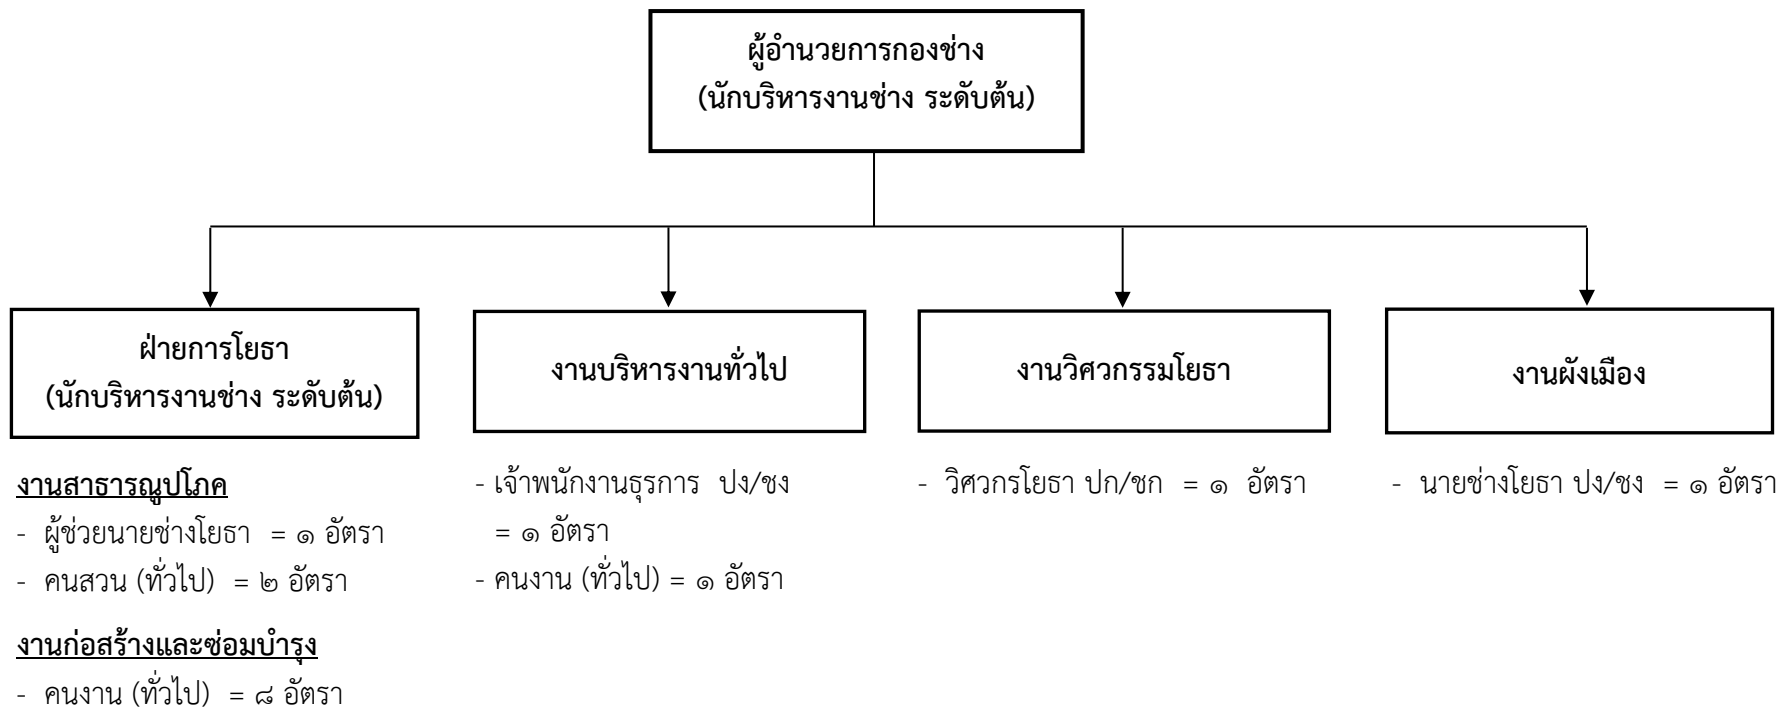 ผู้อำนวยการกองช่าง
(นักบริหารงานช่าง ระดับต้น)
ฝ่ายการโยธา
(นักบริหารงานช่าง ระดับต้น)
งานสาธารณูปโภค
- ผู้ช่วยนายช่างโยธา = ๑ อัตรา
- คนสวน (ทั่วไป) = ๒ อัตรา
งานก่อสร้างและซ่อมบำรุง
- คนงาน (ทั่วไป) = ๘ อัตรา
งานบริหารงานทั่วไป
- เจ้าพนักงานธุรการ ปง/ชง
= ๑ อัตรา
- คนงาน (ทั่วไป) = ๑ อัตรา
งานวิศวกรรมโยธา
- วิศวกรโยธา ปก/ชก = ๑ อัตรา
งานผังเมือง
- นายช่างโยธา ปง/ชง = ๑ อัตรา